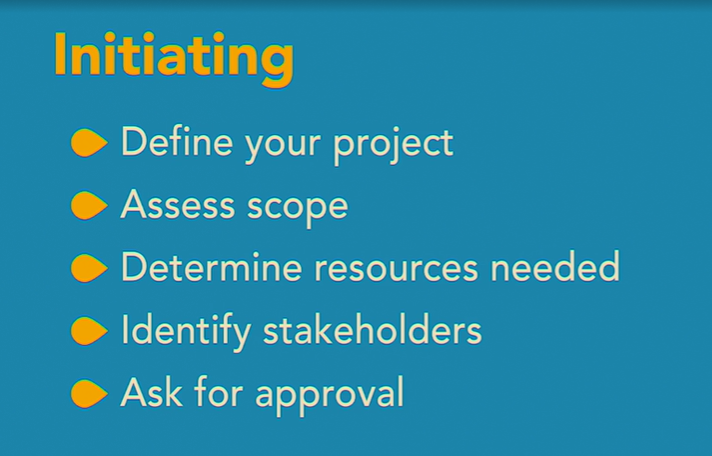 Initiating
Define your project
Assess scope
Determine resources needed
Identify stakeholders
Ask for approval